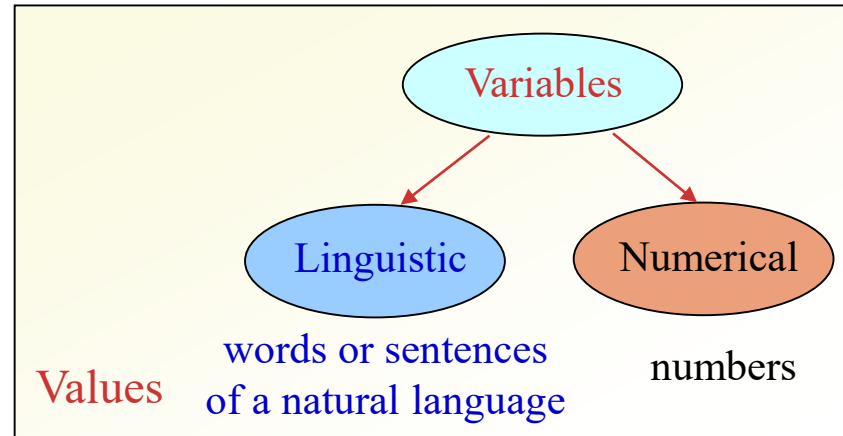 Variables
Linguistic
Numerical
Values
words or sentences
of a natural language
numbers